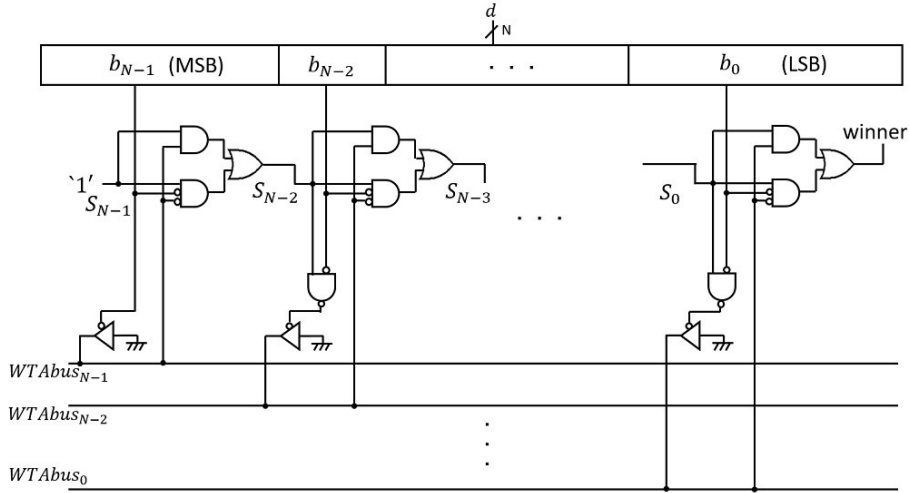 d
N
b_{N-1} (MSB) b_{N-2} . . . b_0 (LSB)
winner
`1′
S_{N-1} S_{N-2} S_{N-3} . . . S_0
WTAbus_{N-1}
WTAbus_{N-2}
WTAbus_0